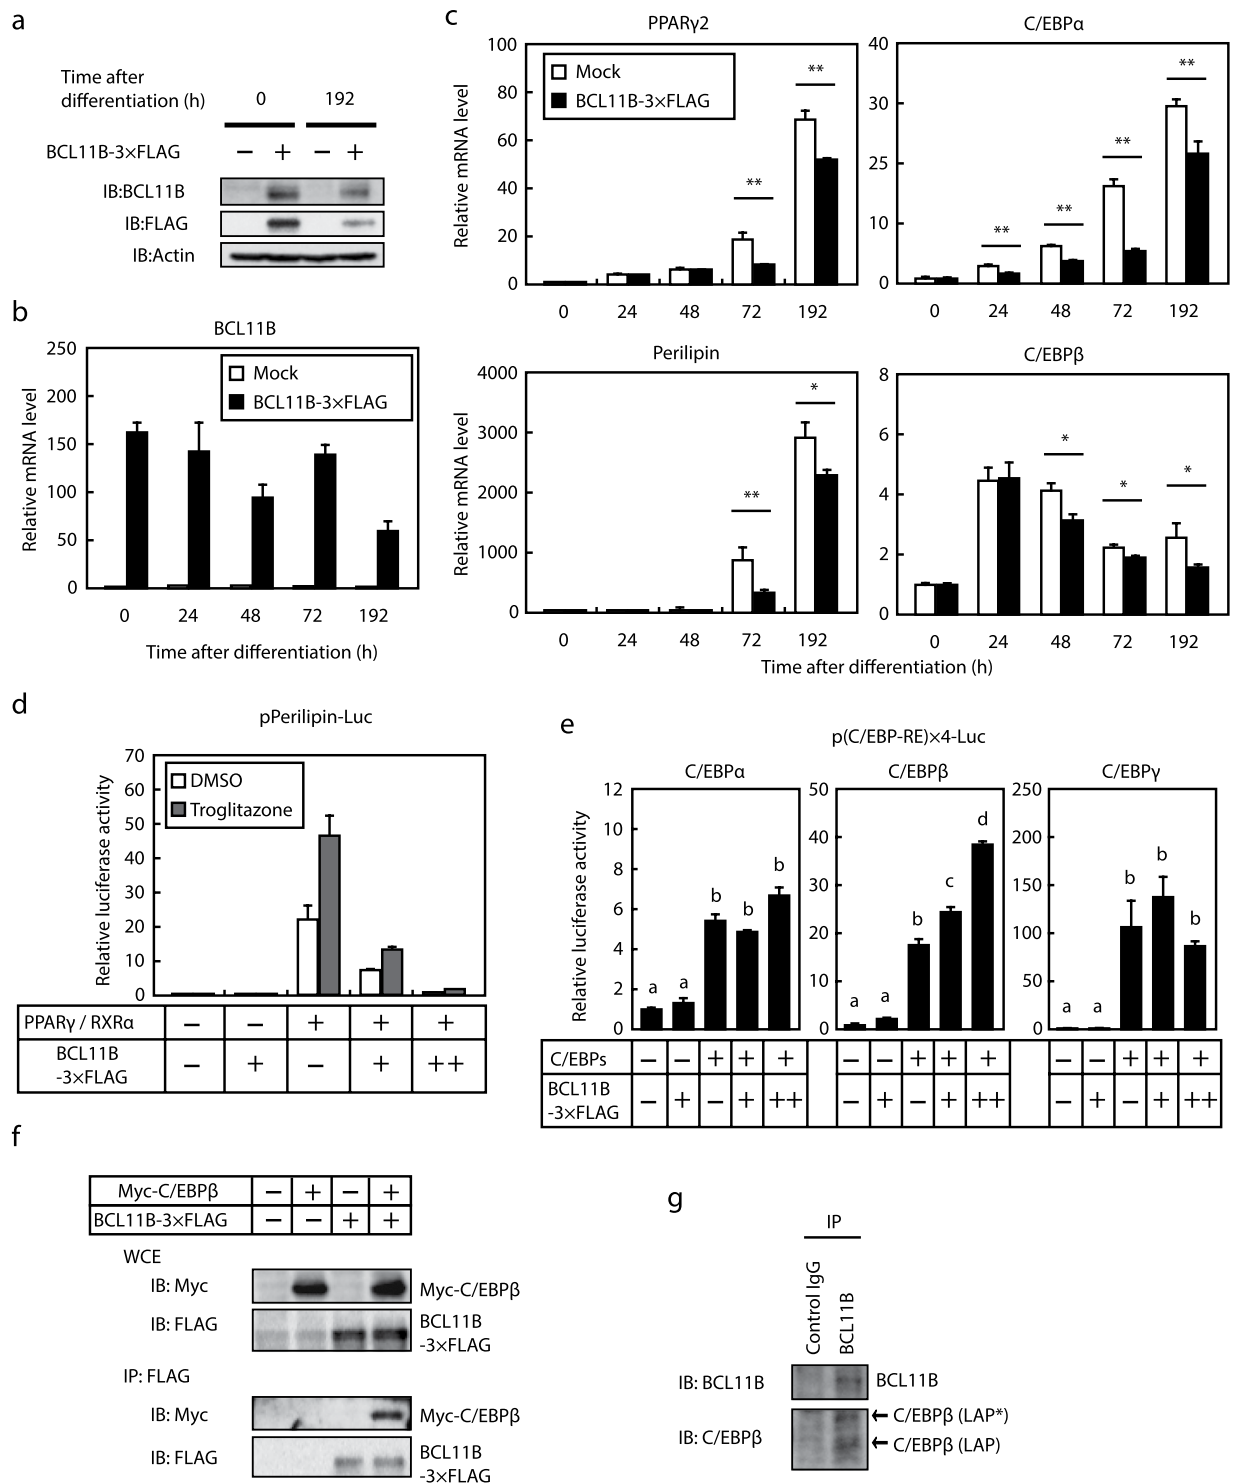 a
Time after
differentiation (h)
0 192
BCL11B-3×FLAG − + − +
IB:BCL11B
IB:FLAG
IB:Actin
b
BCL11B
Relative mRNA level
250
200
150
100
50
0
Mock
BCL11B-3×FLAG
0 24 48 72 192
Time after differentiation (h)
c
PPARγ2
Relative mRNA level
100
80
60
40
20
0
Mock
BCL11B-3×FLAG
** **
0 24 48 72 192
C/EBPα
40
30
25
10
0
** ** ** **
0 24 48 72 192
Perilipin
Relative mRNA level
4000
3000
2000
1000
0
** *
0 24 48 72 192
C/EBPβ
8
6
4
2
0
* * *
0 24 48 72 192
Time after differentiation (h)
d
pPerilipin-Luc
Relative luciferase activity
70
60
50
40
30
20
10
0
DMSO
Troglitazone
PPARγ / RXRα − − + + +
BCL11B
-3×FLAG − + − + ++
e
p(C/EBP-RE)×4-Luc
Relative luciferase activity
C/EBPα
12
10
8
6
4
2
0
a a b b b
C/EBPβ
50
40
30
20
10
0
a a b c d
C/EBPγ
250
200
150
100
50
0
a a b b b
C/EBPs − − + + + − − + + + − − + + +
BCL11B
-3×FLAG − + − + ++ − + − + ++ − + − + ++
f
Myc-C/EBPβ − + − +
BCL11B-3×FLAG − − + +
WCE
IB: Myc Myc-C/EBPβ
IB: FLAG BCL11B
-3×FLAG
IP: FLAG
IB: Myc Myc-C/EBPβ
IB: FLAG BCL11B
-3×FLAG
g
IP
Control IgG
BCL11B
IB: BCL11B BCL11B
IB: C/EBPβ
← C/EBPβ (LAP*)
← C/EBPβ (LAP)